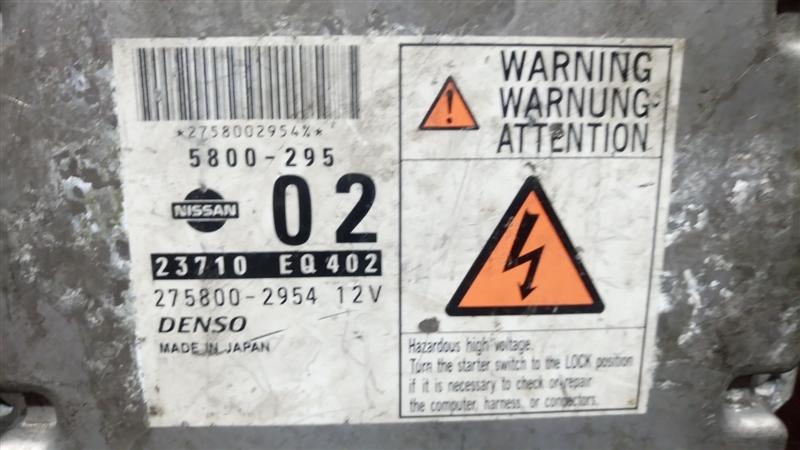 *2758002954%*
5800-295
NISSAN
02
23710 EQ402
275800-2954 12V
DENSO
MADE IN JAPAN
WARNING
WARNUNG
ATTENTION
Hazardous high voltage.
Turn the starter switch to the LOCK position
if it is necessary to check or repair
the computer, harness, or connectors.